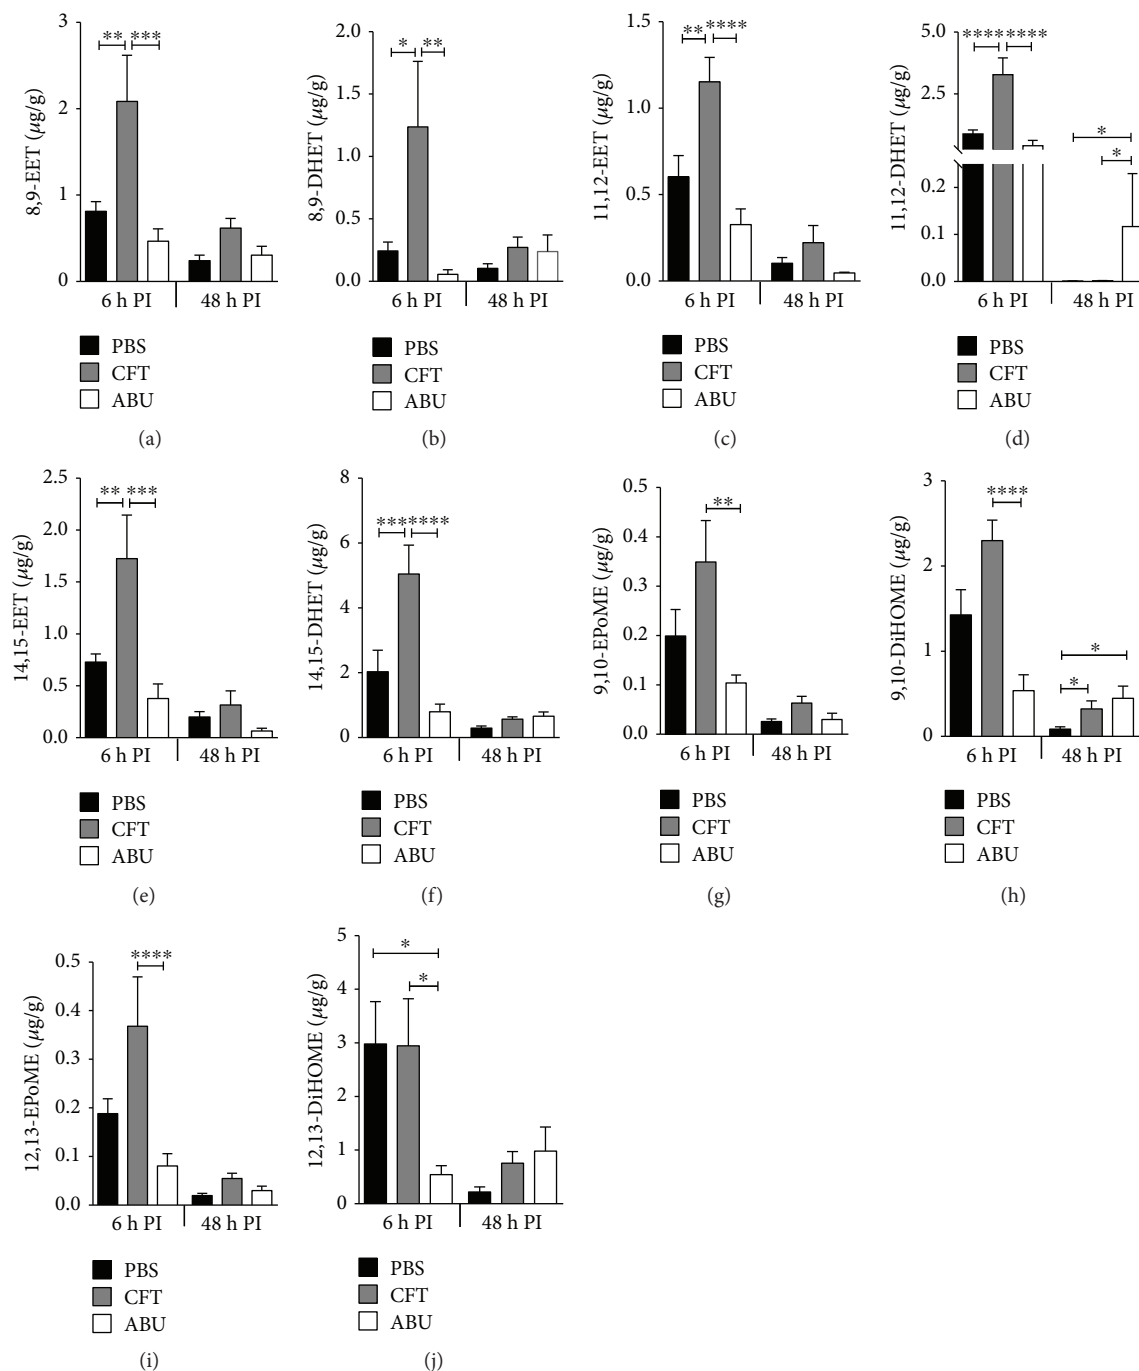 ** ***
8,9-EET (μg/g)
3
2
1
0
6 h PI 48 h PI
PBS
CFT
ABU
(a)
* **
8,9-DHET (μg/g)
2.0
1.5
1.0
0.5
0.0
6 h PI 48 h PI
PBS
CFT
ABU
(b)
** ****
11,12-EET (μg/g)
1.5
1.0
0.5
0.0
6 h PI 48 h PI
PBS
CFT
ABU
(c)
**** ****
*
*
11,12-DHET (μg/g)
5.0
2.5
0.2
0.1
0.0
6 h PI 48 h PI
PBS
CFT
ABU
(d)
** ***
14,15-EET (μg/g)
2.5
2.0
1.5
1.0
0.5
0.0
6 h PI 48 h PI
PBS
CFT
ABU
(e)
*** ****
14,15-DHET (μg/g)
8
6
4
2
0
6 h PI 48 h PI
PBS
CFT
ABU
(f)
**
9,10-EPoME (μg/g)
0.5
0.4
0.3
0.2
0.1
0.0
6 h PI 48 h PI
PBS
CFT
ABU
(g)
****
*
*
9,10-DiHOME (μg/g)
3
2
1
0
6 h PI 48 h PI
PBS
CFT
ABU
(h)
****
12,13-EPoME (μg/g)
0.5
0.4
0.3
0.2
0.1
0.0
6 h PI 48 h PI
PBS
CFT
ABU
(i)
*
*
12,13-DiHOME (μg/g)
5
4
3
2
1
0
6 h PI 48 h PI
PBS
CFT
ABU
(j)